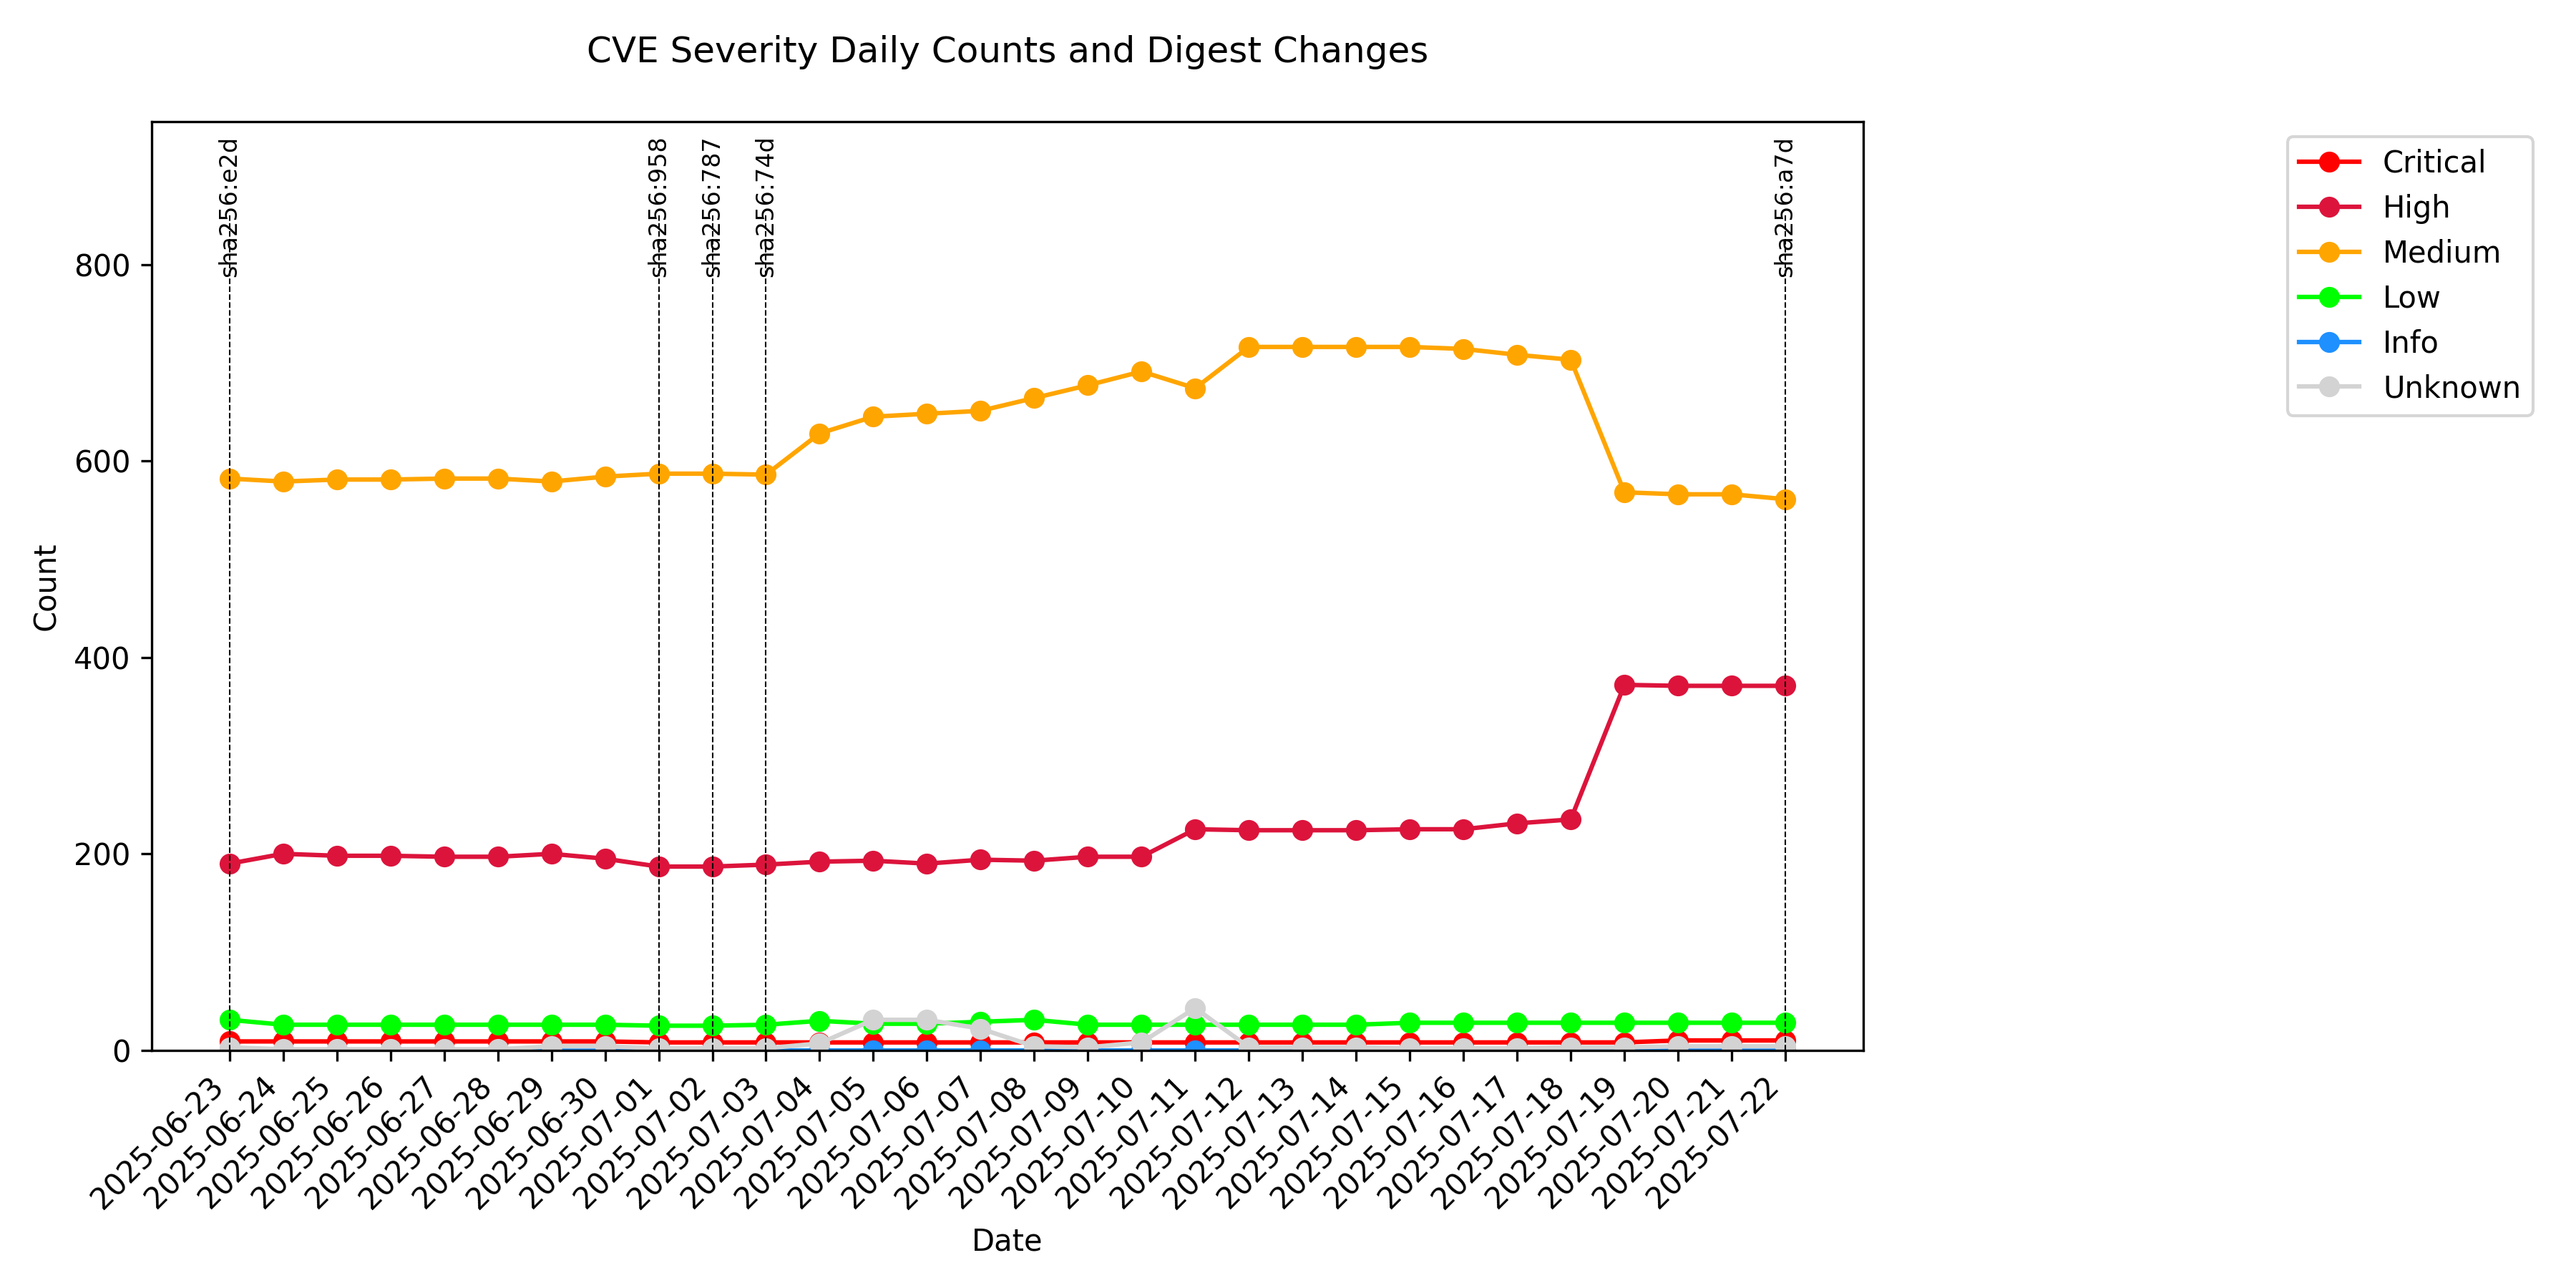 CVE Severity Daily Counts and Digest Changes
sha256:e2d
sha256:958
sha256:787
sha256:74d
sha256:a7d
Critical
High
Medium
Low
Info
Unknown
800
600
400
200
0
Count
2025-06-23
2025-06-24
2025-06-25
2025-06-26
2025-06-27
2025-06-28
2025-06-29
2025-06-30
2025-07-01
2025-07-02
2025-07-03
2025-07-04
2025-07-05
2025-07-06
2025-07-07
2025-07-08
2025-07-09
2025-07-10
2025-07-11
2025-07-12
2025-07-13
2025-07-14
2025-07-15
2025-07-16
2025-07-17
2025-07-18
2025-07-19
2025-07-20
2025-07-21
2025-07-22
Date